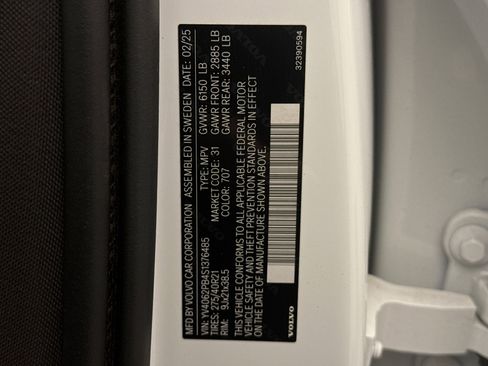 MFD BY VOLVO CAR CORPORATION ASSEMBLED IN SWEDEN DATE: 02/25
VIN: YV4062PB4S1376485 TYPE: MPV GVWR: 6150 LB
TIRES: 275/40R21 MARKET CODE: 31 GAWR FRONT: 2885 LB
RIM: 9Jx21x38.5 COLOR: 707 GAWR REAR: 3440 LB
THIS VEHICLE CONFORMS TO ALL APPLICABLE FEDERAL MOTOR
VEHICLE SAFETY AND THEFT PREVENTION STANDARDS IN EFFECT
ON THE DATE OF MANUFACTURE SHOWN ABOVE.
VOLVO 32390594